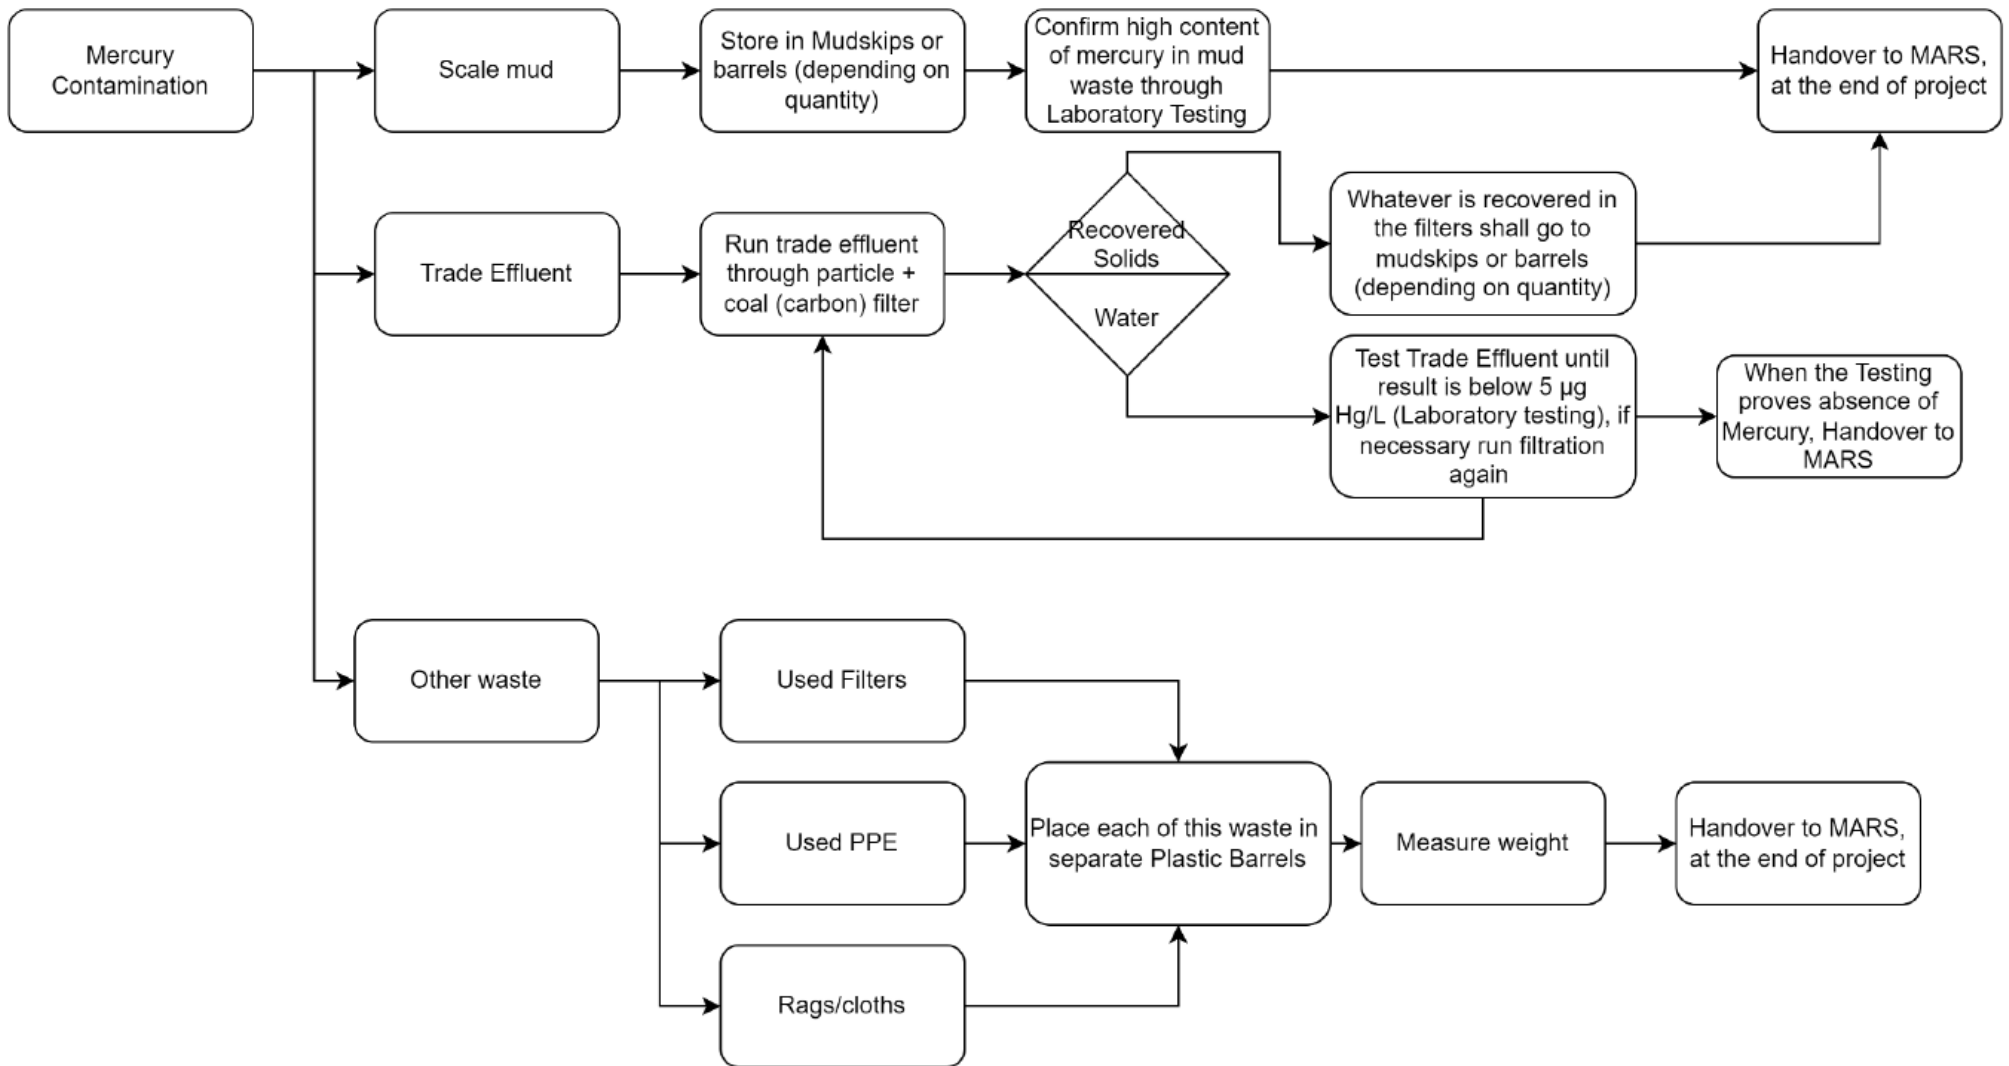 Mercury
Contamination
Scale mud
Store in Mudskips or
barrels (depending on
quantity)
Confirm high content
of mercury in mud
waste through
Laboratory Testing
Handover to MARS,
at the end of project
Trade Effluent
Run trade effluent
through particle +
coal (carbon) filter
Recovered
Solids
Water
Whatever is recovered in
the filters shall go to
mudskips or barrels
(depending on quantity)
Test Trade Effluent until
result is below 5 µg
Hg/L (Laboratory testing), if
necessary run filtration
again
When the Testing
proves absence of
Mercury, Handover to
MARS
Other waste
Used Filters
Used PPE
Rags/cloths
Place each of this waste in
separate Plastic Barrels
Measure weight
Handover to MARS,
at the end of project